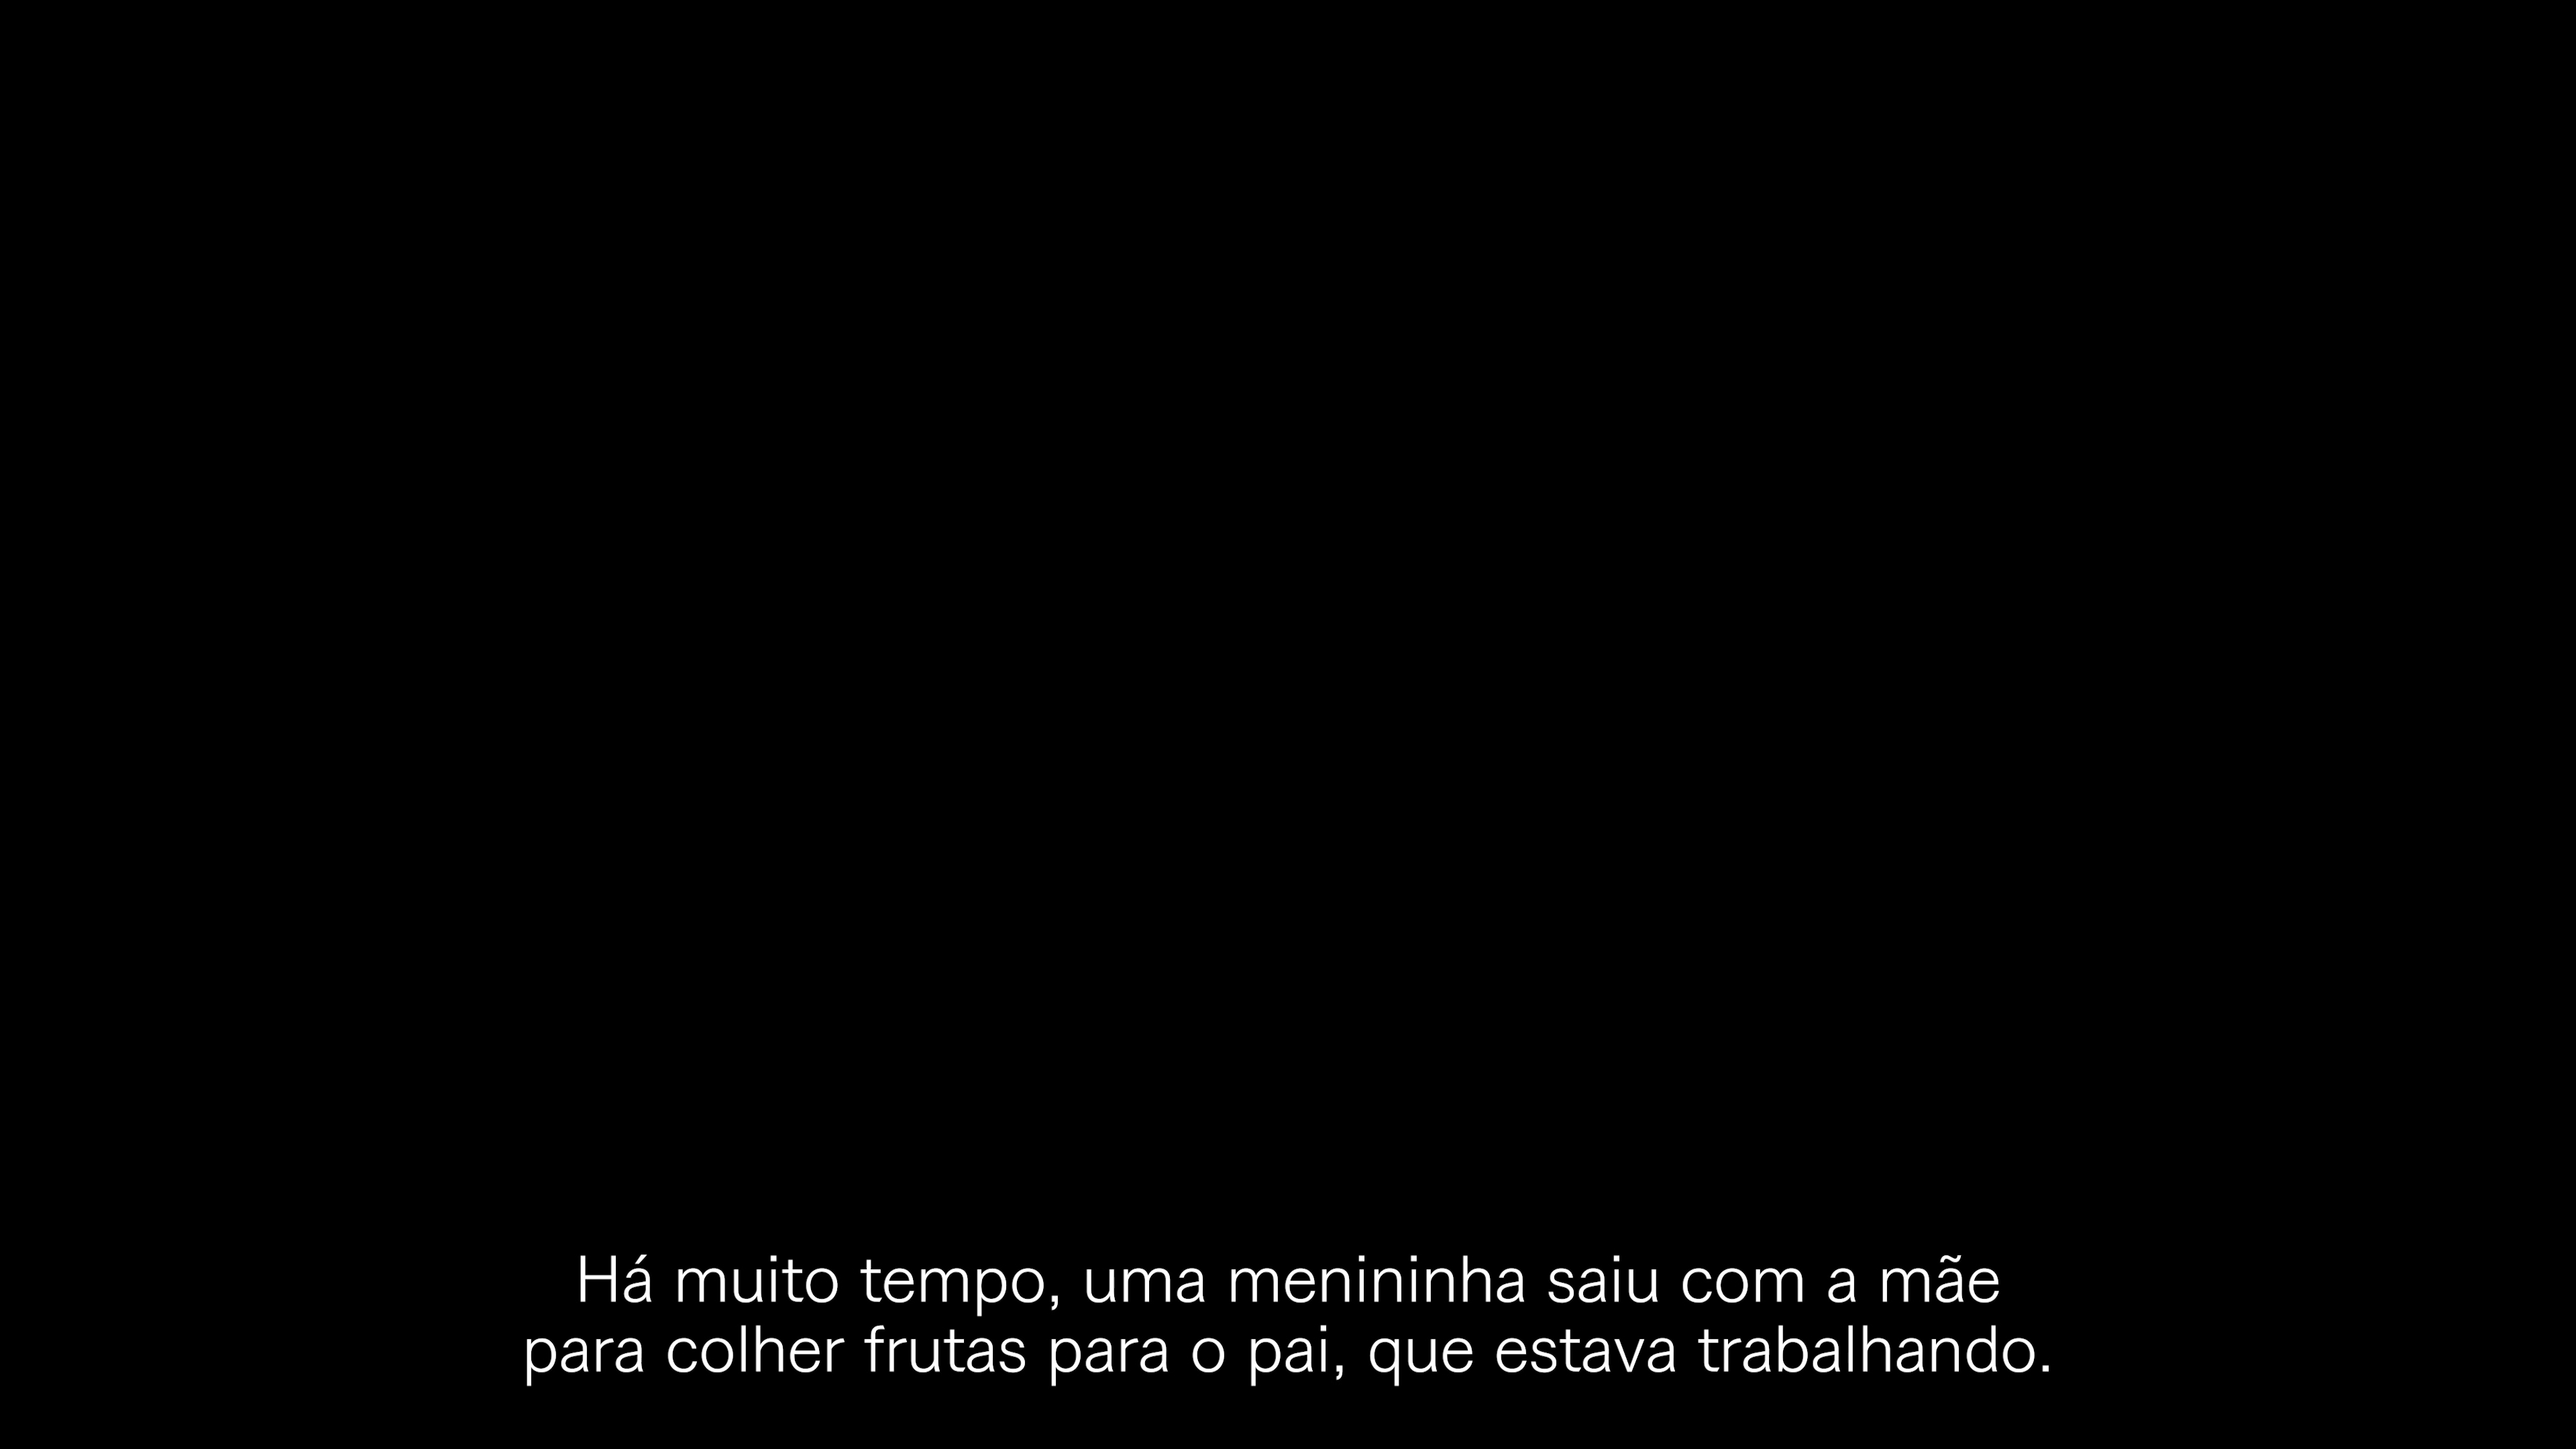 Há muito tempo, uma menininha saiu com a mãe
para colher frutas para o pai, que estava trabalhando.